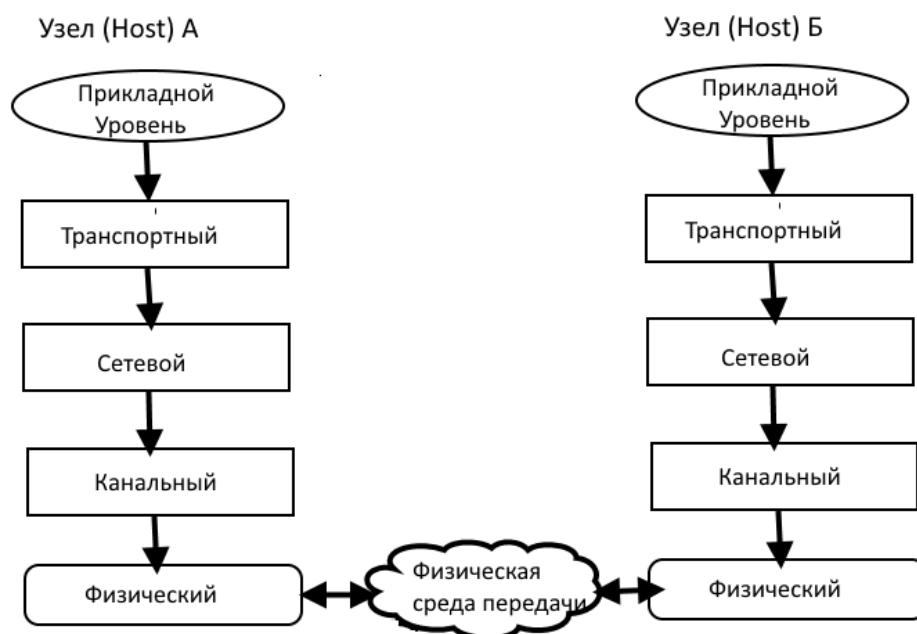 Узел (Host) А
Прикладной
Уровень
Транспортный
Сетевой
Канальный
Физический
Физическая
среда передачи
Узел (Host) Б
Прикладной
Уровень
Транспортный
Сетевой
Канальный
Физический